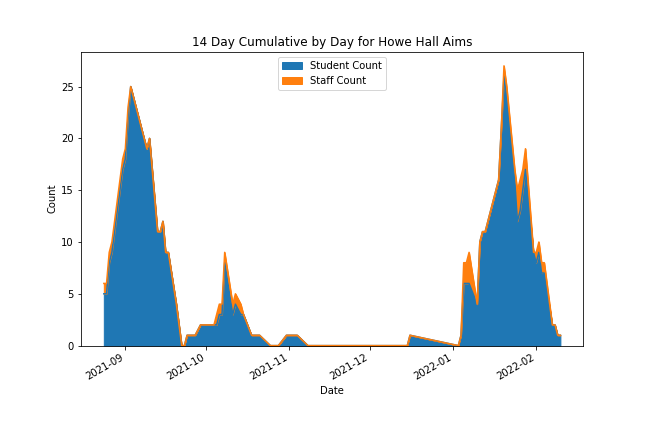 14 Day Cumulative by Day for Howe Hall Aims
Student Count
Staff Count
25
20
15
10
5
0
Count
2021-09
2021-10
2021-11
2021-12
2022-01
2022-02
Date